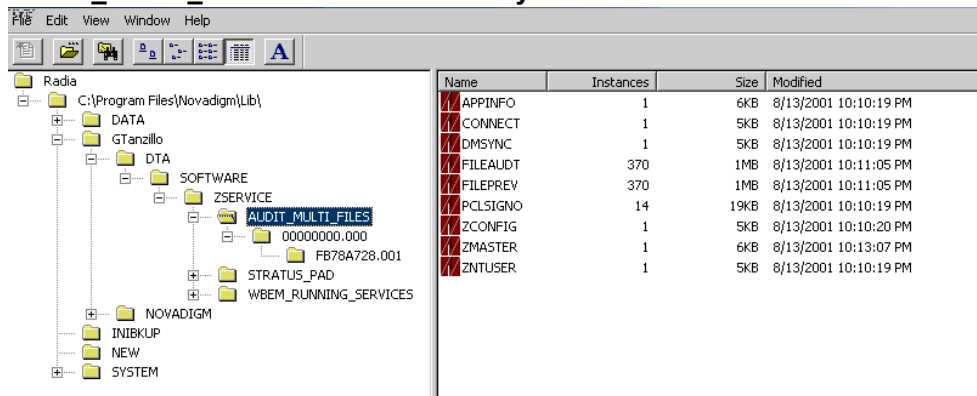 File Edit View Window Help
A
Radia
C:\Program Files\Novadigm\Lib\
DATA
GTanzillo
DTA
SOFTWARE
ZSERVICE
AUDIT_MULTI_FILES
00000000.000
FB78A728.001
STRATUS_PAD
WBEM_RUNNING_SERVICES
NOVADIGM
INIBKUP
NEW
SYSTEM
Name Instances Size Modified
APPINFO 1 6KB 8/13/2001 10:10:19 PM
CONNECT 1 5KB 8/13/2001 10:10:19 PM
DMSYNC 1 5KB 8/13/2001 10:10:19 PM
FILEAUDT 370 1MB 8/13/2001 10:11:05 PM
FILEPREV 370 1MB 8/13/2001 10:11:05 PM
PCLSIGNO 14 19KB 8/13/2001 10:10:19 PM
ZCONFIG 1 5KB 8/13/2001 10:10:20 PM
ZMASTER 1 6KB 8/13/2001 10:13:07 PM
ZNTUSER 1 5KB 8/13/2001 10:10:19 PM